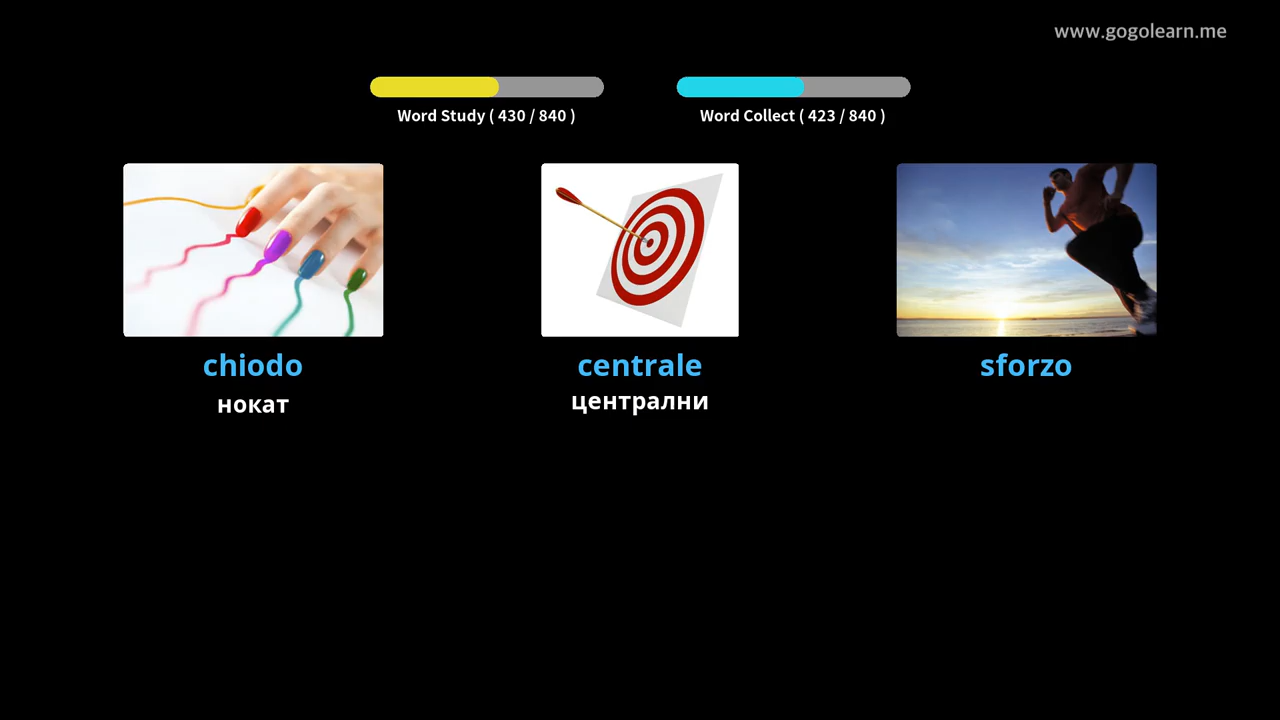 www.gogolearn.me
Word Study ( 430 / 840 )
Word Collect ( 423 / 840 )
chiodo
нокат
centrale
централни
sforzo